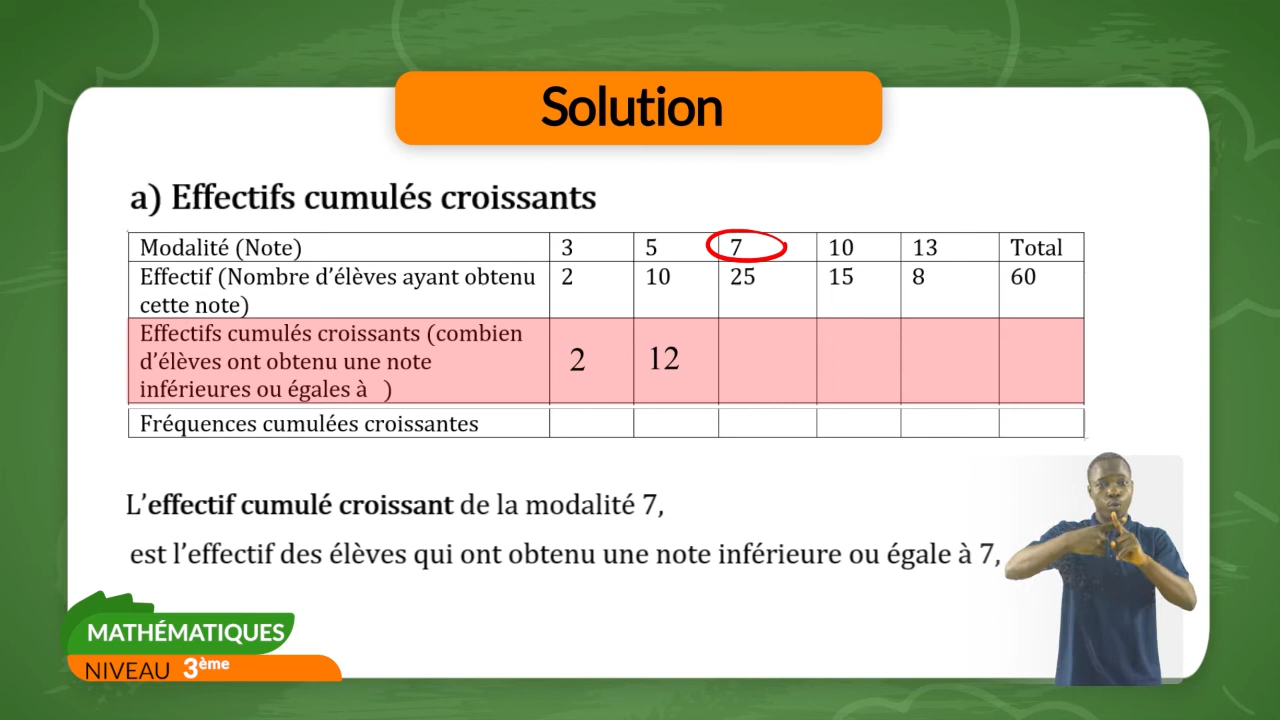 Solution
a) Effectifs cumulés croissants
Modalité (Note) 3 5 7 10 13 Total
Effectif (Nombre d'élèves ayant obtenu 2 10 25 15 8 60
cette note)
Effectifs cumulés croissants (combien
d'élèves ont obtenu une note 2 12
inférieures ou égales à )
Fréquences cumulées croissantes
L'effectif cumulé croissant de la modalité 7,
est l'effectif des élèves qui ont obtenu une note inférieure ou égale à 7,
MATHÉMATIQUES
NIVEAU 3ème